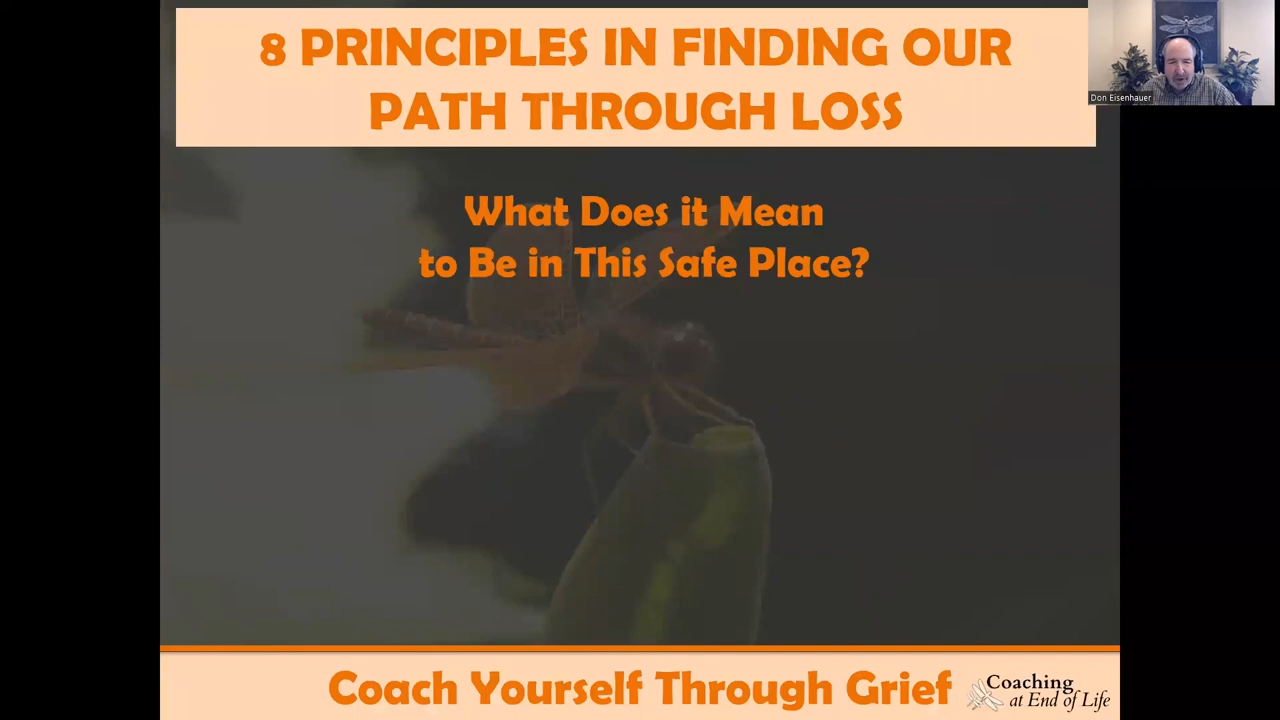 8 PRINCIPLES IN FINDING OUR
PATH THROUGH LOSS
Don Eisenhauer
What Does it Mean
to Be in This Safe Place?
Coach Yourself Through Grief
Coaching
at End of Life